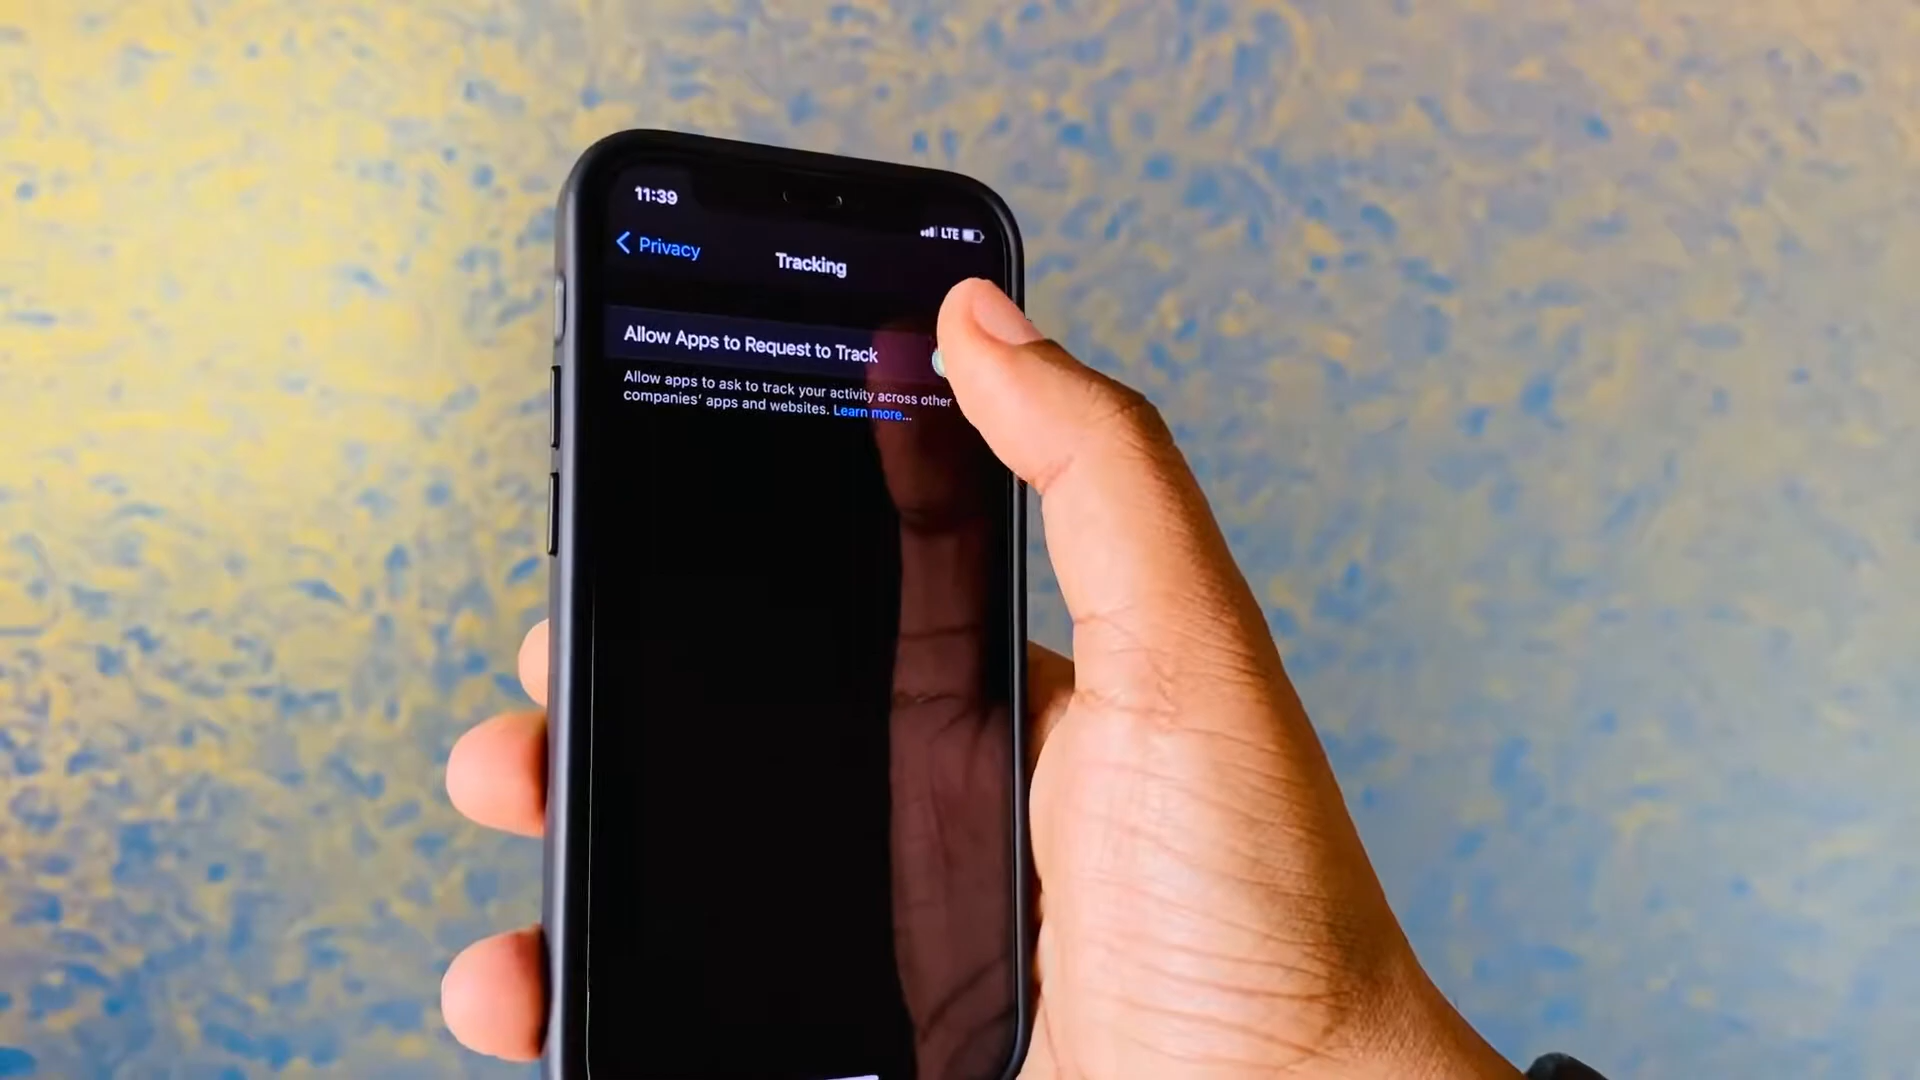 11:39
LTE
Privacy
Tracking
Allow Apps to Request to Track
Allow apps to ask to track your activity across other
companies' apps and websites. Learn more...